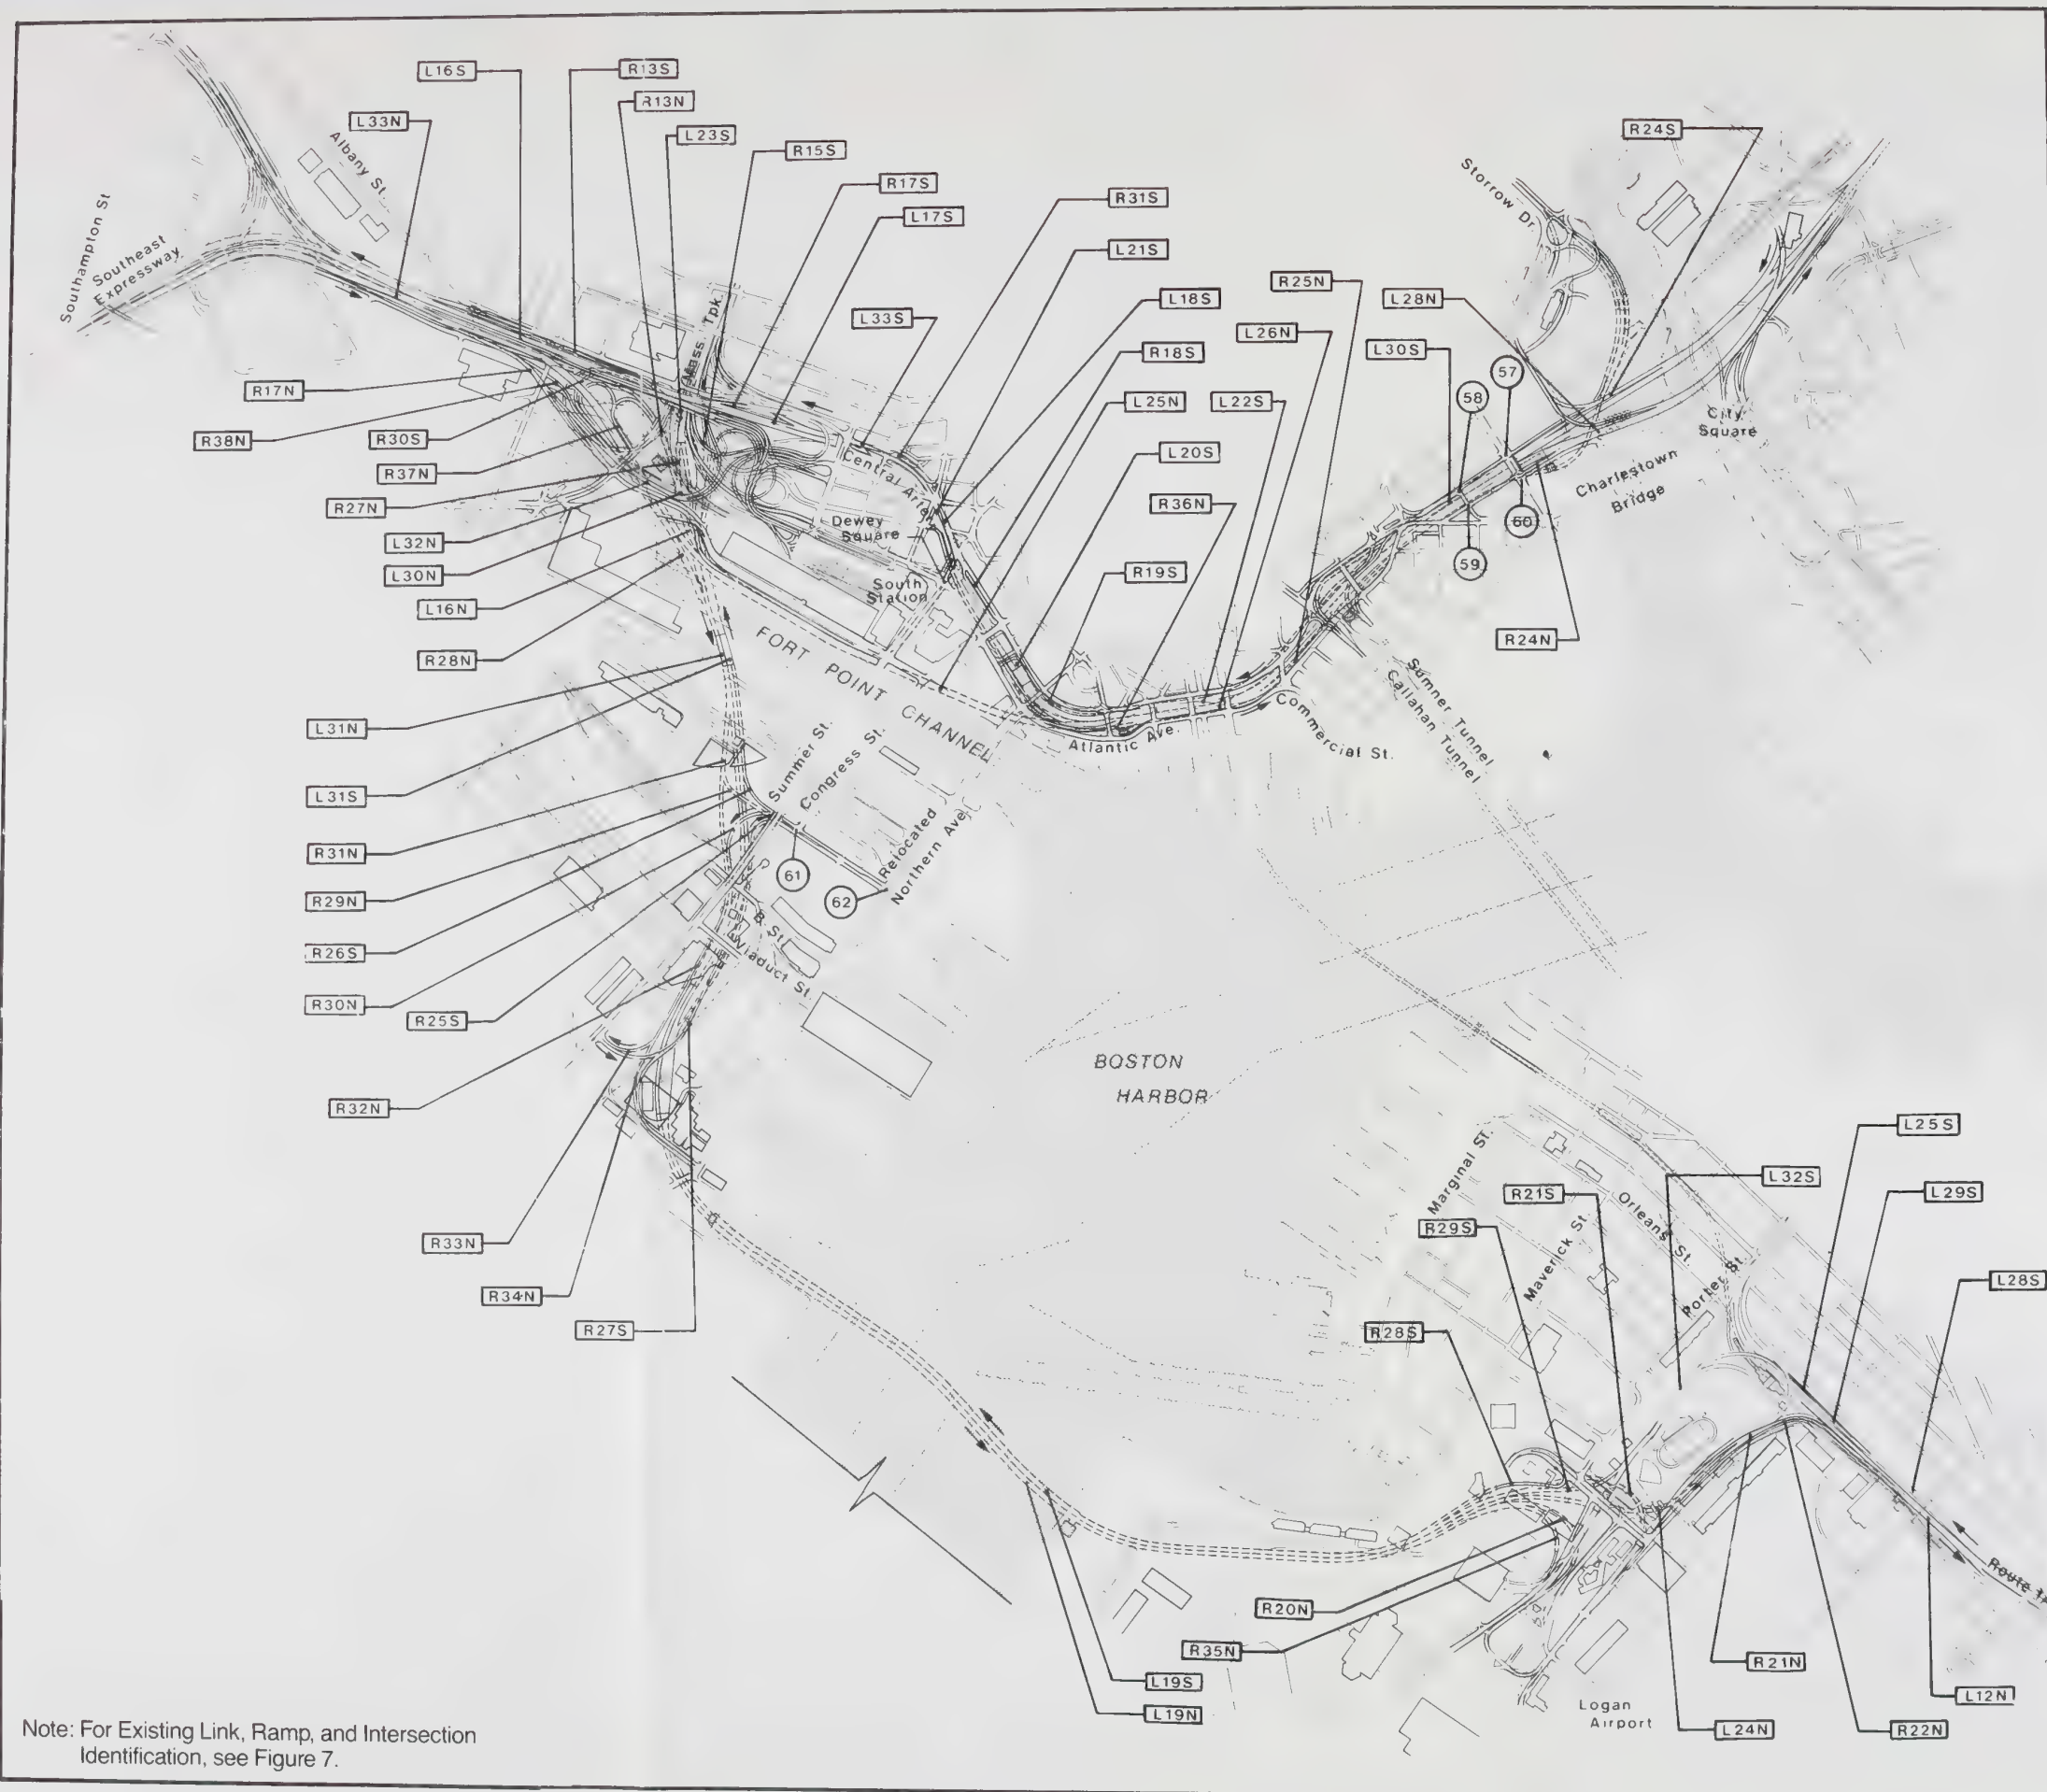 L16S
R13S
R13N
L33N
L23S
R15S
R17S
L17S
R31S
L21S
L18S
L33S
R18S
L25N
R25N
L26N
L22S
L20S
R36N
R19S
R24S
L28N
L30S
58
57
60
59
R24N
Albany St.
Southampton St
Southeast
Expressway
Mass. Tpk.
Storrow Dr.
City
Square
Charlestown
Bridge
R17N
R38N
R30S
R37N
R27N
L32N
L30N
L16N
R28N
Central Artery
Dewey
Square
South
Station
FORT POINT CHANNEL
Atlantic Ave.
Commercial St.
Sumner Tunnel
Callahan Tunnel
L31N
L31S
R31N
R29N
R26S
R30N
R25S
R32N
R33N
R34N
R27S
Summer St.
Congress St.
Relocated
Northern Ave.
61
62
B St.
Viaduct St.
BOSTON
HARBOR
L25S
L32S
L29S
R21S
R29S
L28S
R28S
Marginal St.
Maverick St.
Orleans St.
Porter St.
Route
R20N
R35N
L19S
L19N
R21N
L12N
L24N
R22N
Logan
Airport
Note: For Existing Link, Ramp, and Intersection
Identification, see Figure 7.